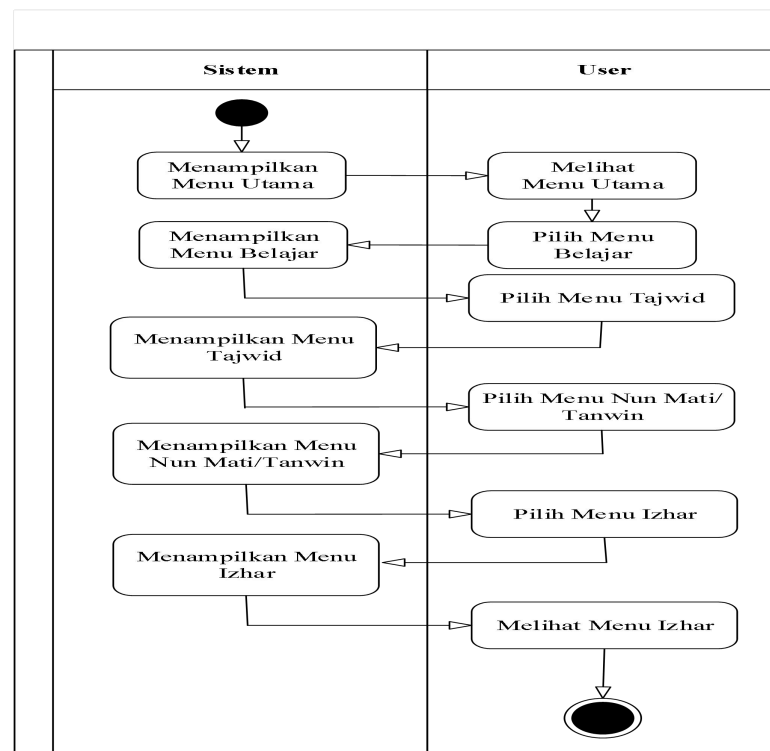 Sistem
User
Menampilkan
Menu Utama
Melihat
Menu Utama
Menampilkan
Menu Belajar
Pilih Menu
Belajar
Pilih Menu Tajwid
Menampilkan Menu
Tajwid
Pilih Menu Nun Mati/
Tanwin
Menampilkan Menu
Nun Mati/Tanwin
Pilih Menu Izhar
Menampilkan Menu
Izhar
Melihat Menu Izhar